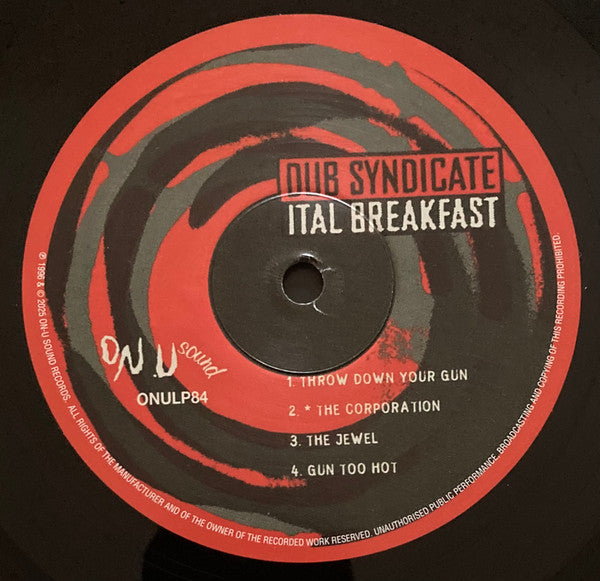 DUB SYNDICATE
ITAL BREAKFAST
ON.U sound
ONULP84
1. THROW DOWN YOUR GUN
2. * THE CORPORATION
3. THE JEWEL
4. GUN TOO HOT
℗ 1996 & © 2025 ON-U SOUND RECORDS. ALL RIGHTS OF THE MANUFACTURER AND OF THE OWNER OF THE RECORDED WORK RESERVED. UNAUTHORISED PUBLIC PERFORMANCE, BROADCASTING AND COPYING OF THIS RECORDING PROHIBITED.